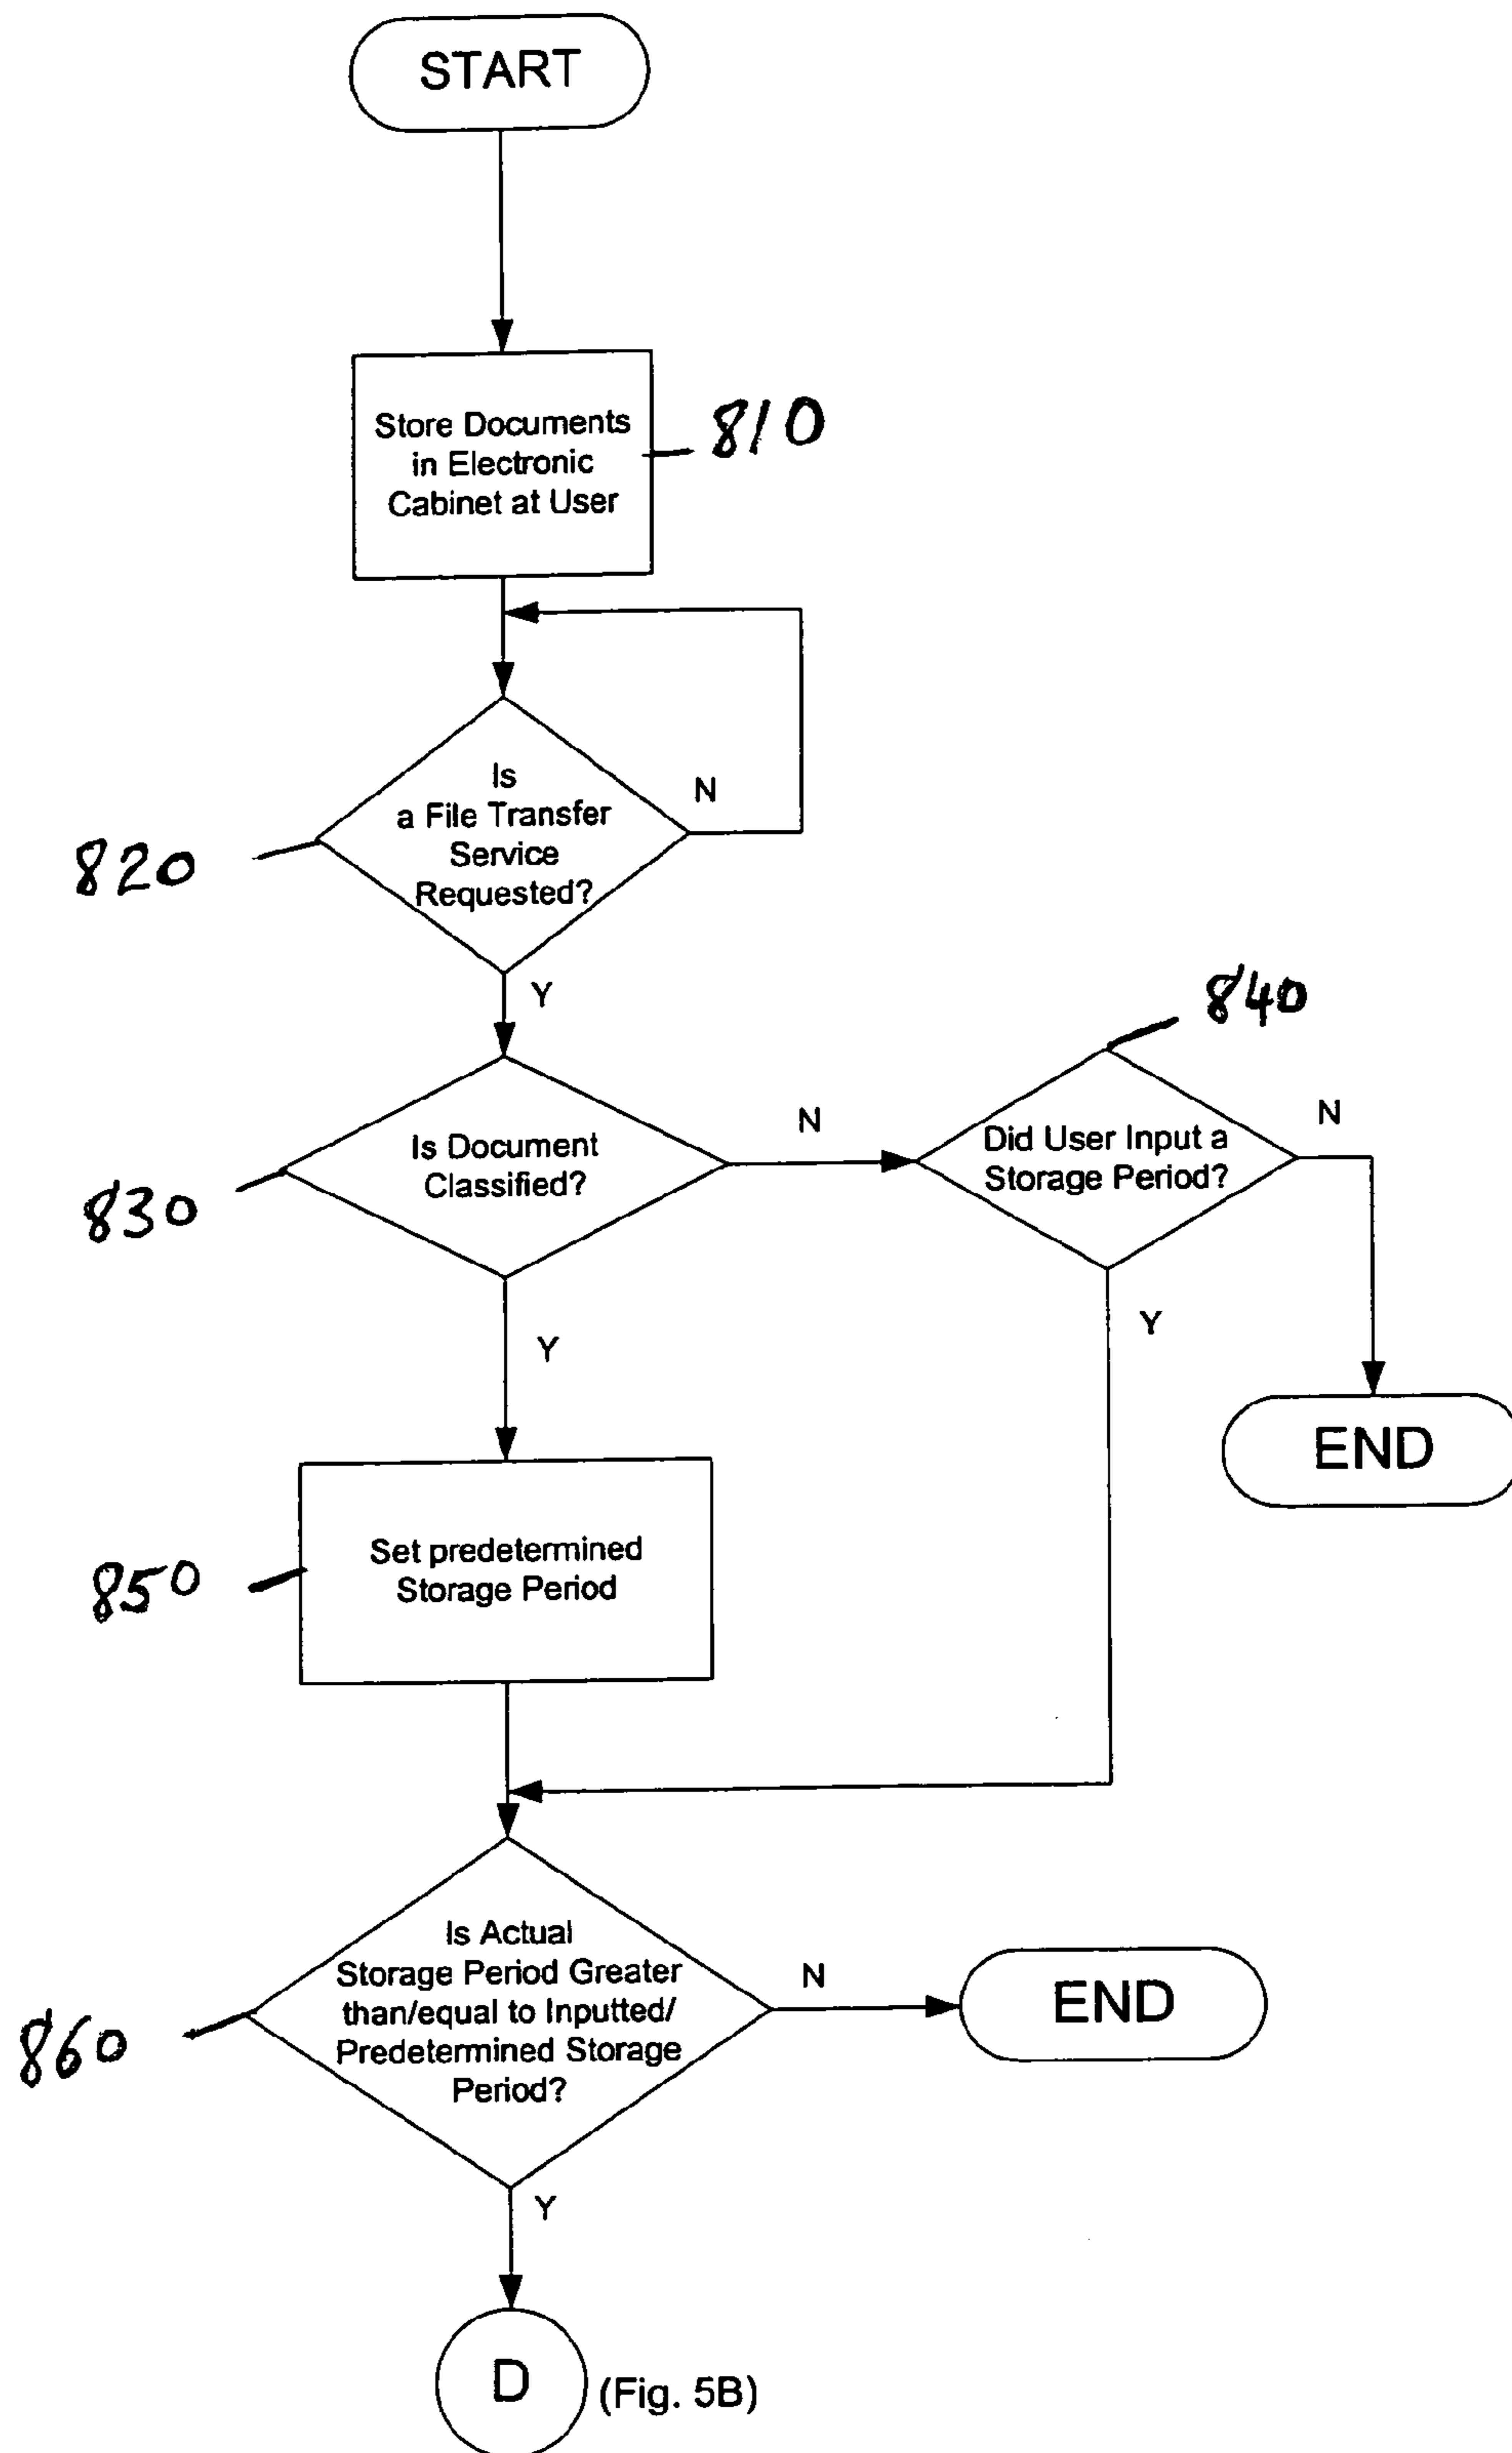 START
Store Documents
in Electronic
Cabinet at User
810
Is
a File Transfer
Service
Requested?
N
820
Y
840
Is Document
Classified?
N
Did User Input a
Storage Period?
N
830
Y
Y
END
Set predetermined
Storage Period
850
Is Actual
Storage Period Greater
than/equal to Inputted/
Predetermined Storage
Period?
N
END
860
Y
D
(Fig. 5B)